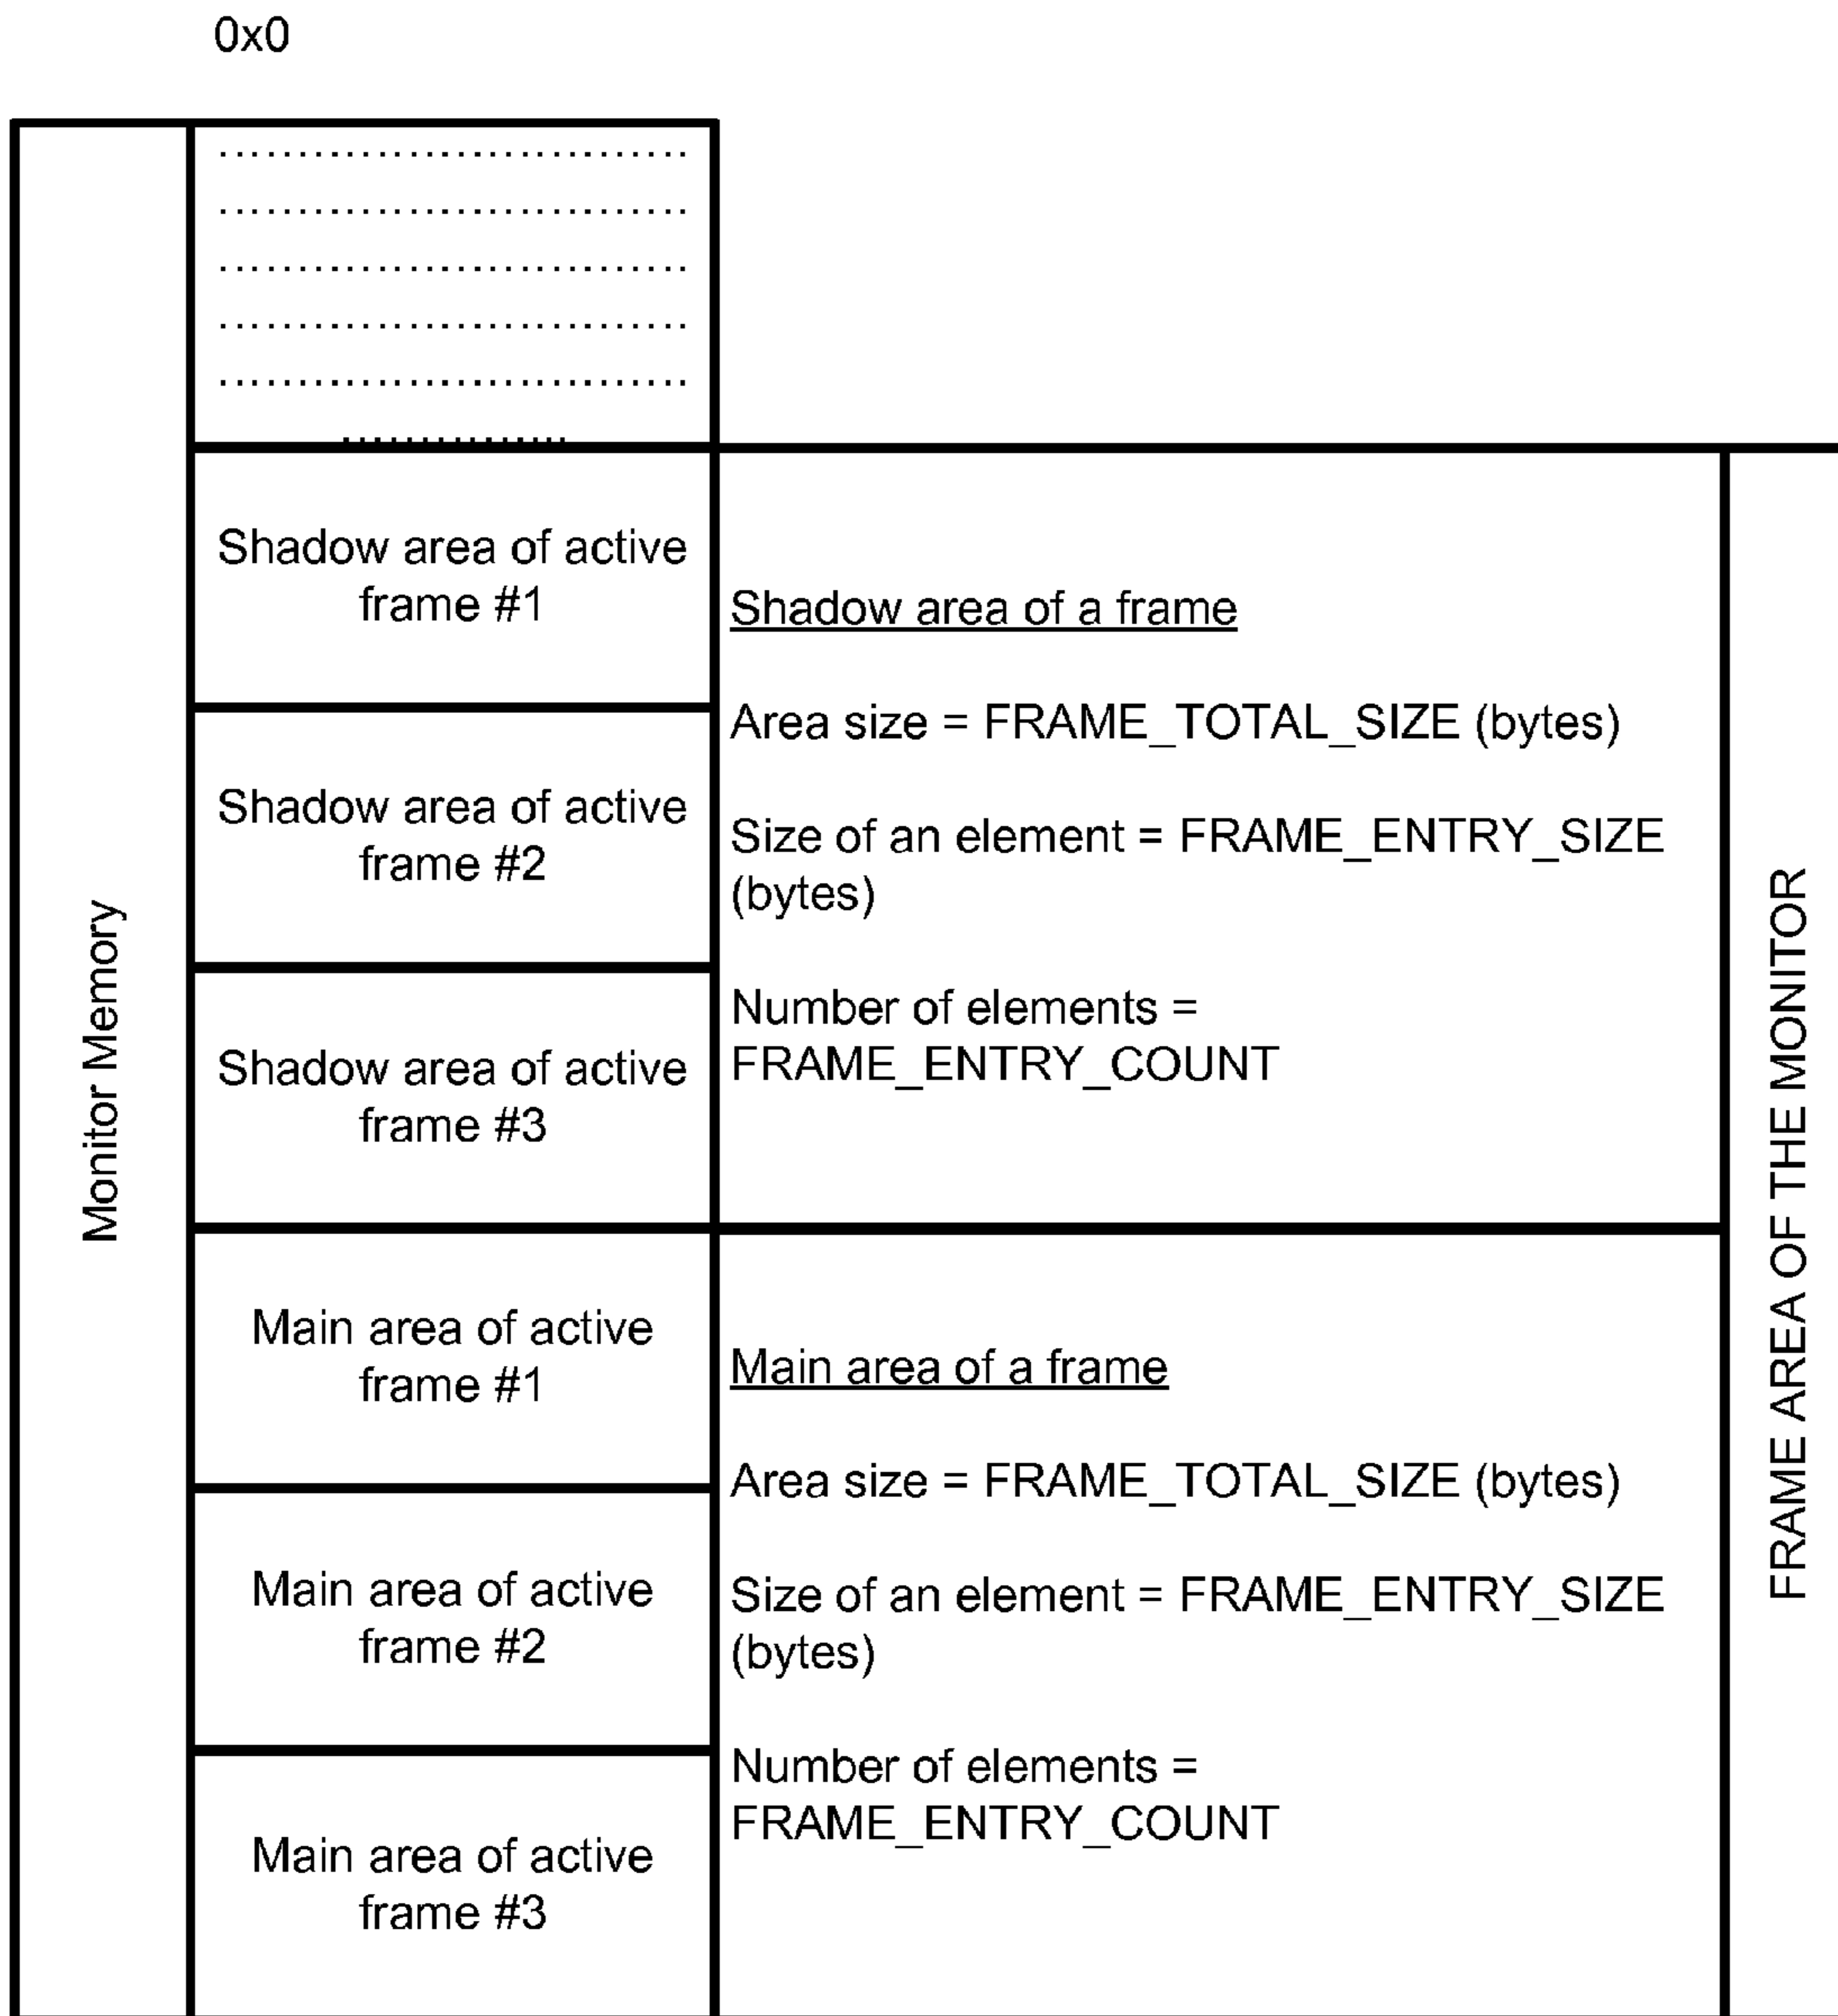 0x0
Monitor Memory
..............................
..............................
..............................
..............................
..............................
...............
Shadow area of active
frame #1
Shadow area of active
frame #2
Shadow area of active
frame #3
Main area of active
frame #1
Main area of active
frame #2
Main area of active
frame #3
Shadow area of a frame
Area size = FRAME_TOTAL_SIZE (bytes)
Size of an element = FRAME_ENTRY_SIZE
(bytes)
Number of elements =
FRAME_ENTRY_COUNT
Main area of a frame
Area size = FRAME_TOTAL_SIZE (bytes)
Size of an element = FRAME_ENTRY_SIZE
(bytes)
Number of elements =
FRAME_ENTRY_COUNT
FRAME AREA OF THE MONITOR